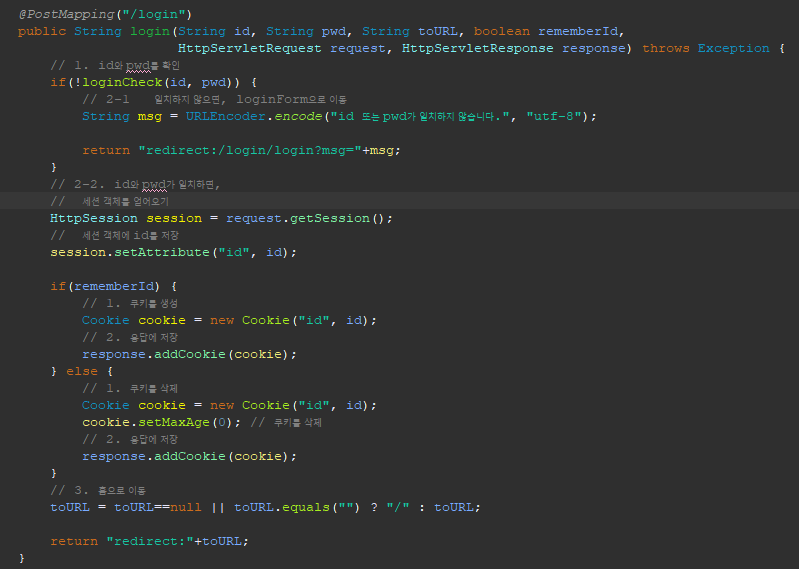 @PostMapping("/login")
public String login(String id, String pwd, String toURL, boolean rememberId,
HttpServletRequest request, HttpServletResponse response) throws Exception {
// 1. id와 pwd를 확인
if(!loginCheck(id, pwd)) {
// 2-1 일치하지 않으면, loginForm으로 이동
String msg = URLEncoder.encode("id 또는 pwd가 일치하지 않습니다.", "utf-8");
return "redirect:/login/login?msg="+msg;
}
// 2-2. id와 pwd가 일치하면,
// 세션 객체를 얻어오기
HttpSession session = request.getSession();
// 세션 객체에 id를 저장
session.setAttribute("id", id);
if(rememberId) {
// 1. 쿠키를 생성
Cookie cookie = new Cookie("id", id);
// 2. 응답에 저장
response.addCookie(cookie);
} else {
// 1. 쿠키를 삭제
Cookie cookie = new Cookie("id", id);
cookie.setMaxAge(0); // 쿠키를 삭제
// 2. 응답에 저장
response.addCookie(cookie);
}
// 3. 홈으로 이동
toURL = toURL==null || toURL.equals("") ? "/" : toURL;
return "redirect:"+toURL;
}